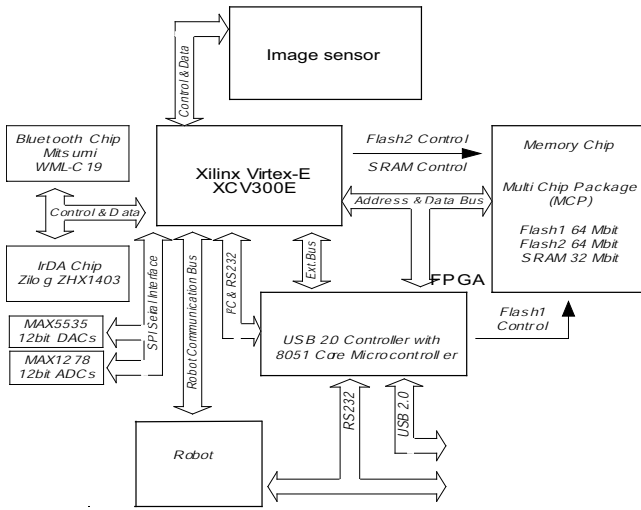 Image sensor
Control & Data
Bluetooth Chip
Mitsumi
WML-C19
Xilinx Virtex-E
XCV300E
Flash2 Control
SRAM Control
Memory Chip
Multi Chip Package
(MCP)
Flash1 64 Mbit
Flash2 64 Mbit
SRAM 32 Mbit
Control & Data
Address & Data Bus
IrDA Chip
Zilog ZHX1403
SPI Serial Interface
Robot Communication Bus
I²C & RS232
Ext.Bus
FPGA
Flash1
Control
MAX5535
12bit DACs
MAX1278
12bit ADCs
USB 2.0 Controller with
8051 Core Microcontroller
RS232
USB 2.0
Robot